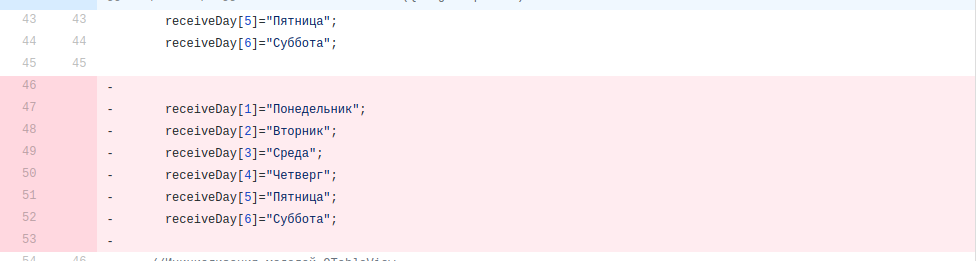 43 43 receiveDay[5]="Пятница";
44 44 receiveDay[6]="Суббота";
45 45
46 -
47 - receiveDay[1]="Понедельник";
48 - receiveDay[2]="Вторник";
49 - receiveDay[3]="Среда";
50 - receiveDay[4]="Четверг";
51 - receiveDay[5]="Пятница";
52 - receiveDay[6]="Суббота";
53 -
54 46